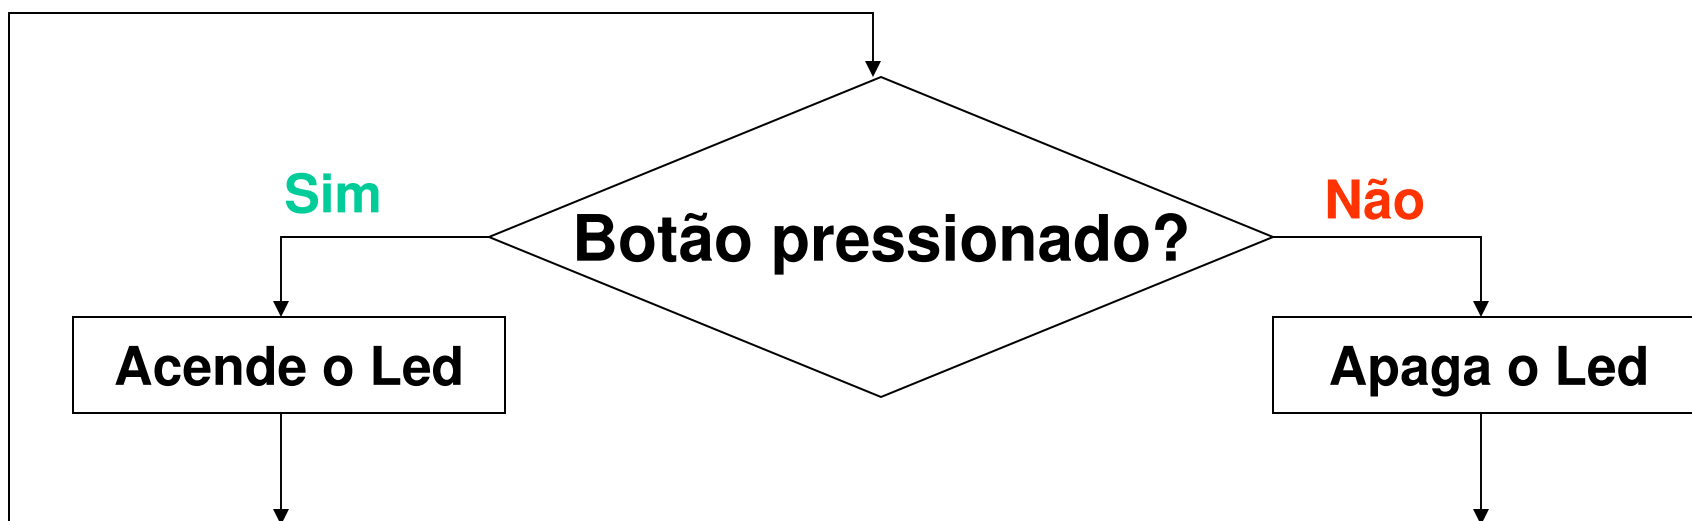 Sim
Não
Botão pressionado?
Acende o Led
Apaga o Led